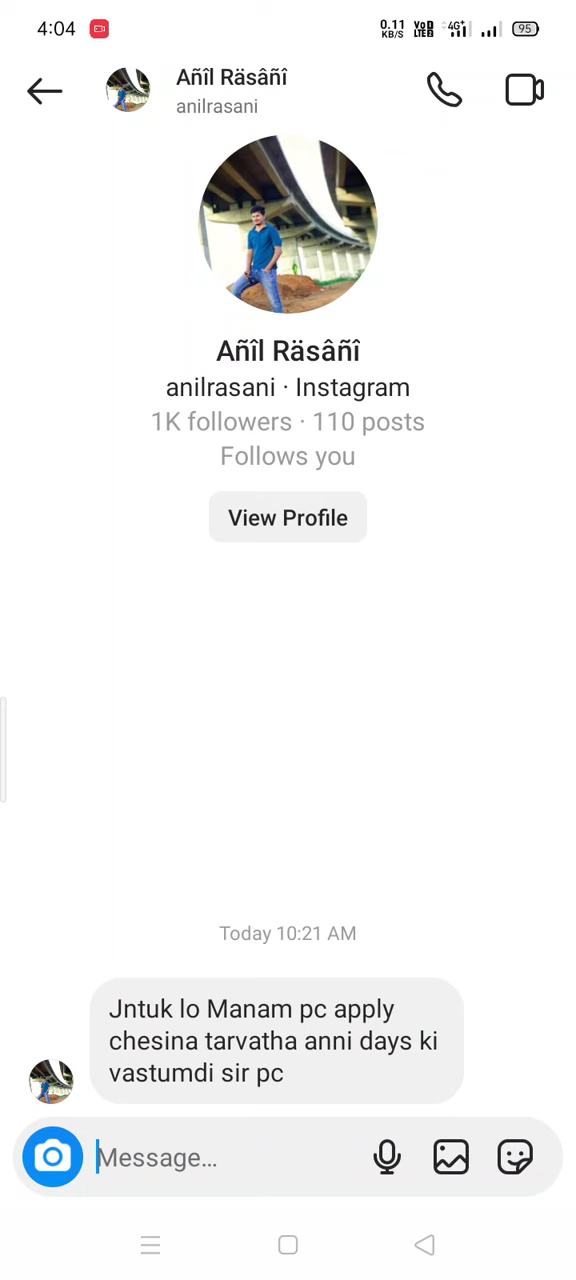 4:04
0.11 KB/S
VoD LTE2
4G+
95
Añîl Räsâñî
anilrasani
Añîl Räsâñî
anilrasani · Instagram
1K followers · 110 posts
Follows you
View Profile
Today 10:21 AM
Jntuk lo Manam pc apply
chesina tarvatha anni days ki
vastumdi sir pc
Message...